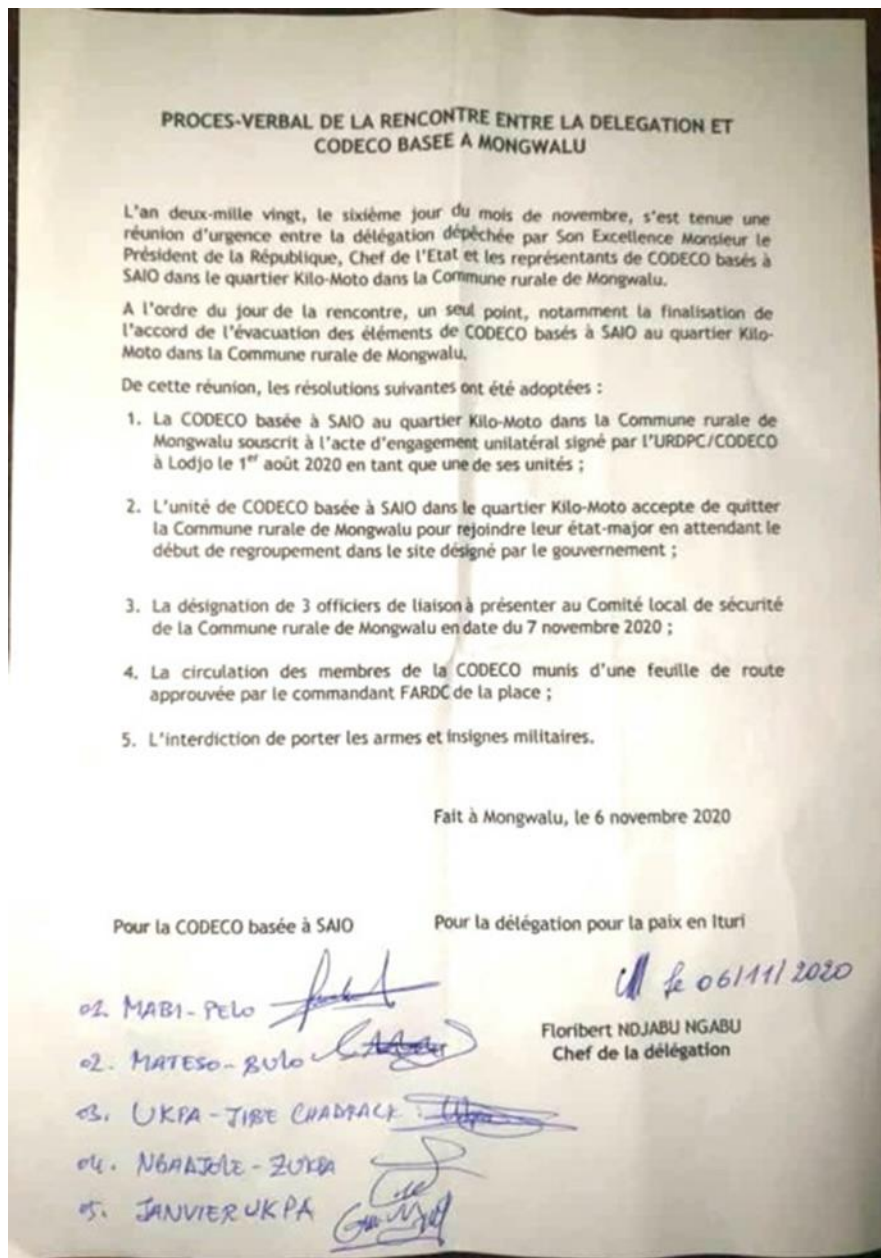 PROCES-VERBAL DE LA RENCONTRE ENTRE LA DELEGATION ET
CODECO BASEE A MONGWALU
L'an deux-mille vingt, le sixième jour du mois de novembre, s'est tenue une
réunion d'urgence entre la délégation dépêchée par Son Excellence Monsieur le
Président de la République, Chef de l'Etat et les représentants de CODECO basés à
SAIO dans le quartier Kilo-Moto dans la Commune rurale de Mongwalu.
A l'ordre du jour de la rencontre, un seul point, notamment la finalisation de
l'accord de l'évacuation des éléments de CODECO basés à SAIO au quartier Kilo-
Moto dans la Commune rurale de Mongwalu.
De cette réunion, les résolutions suivantes ont été adoptées :
1. La CODECO basée à SAIO au quartier Kilo-Moto dans la Commune rurale de
Mongwalu souscrit à l'acte d'engagement unilatéral signé par l'URDPC/CODECO
à Lodjo le 1er août 2020 en tant que une de ses unités ;
2. L'unité de CODECO basée à SAIO dans le quartier Kilo-Moto accepte de quitter
la Commune rurale de Mongwalu pour rejoindre leur état-major en attendant le
début de regroupement dans le site désigné par le gouvernement ;
3. La désignation de 3 officiers de liaison à présenter au Comité local de sécurité
de la Commune rurale de Mongwalu en date du 7 novembre 2020 ;
4. La circulation des membres de la CODECO munis d'une feuille de route
approuvée par le commandant FARDC de la place ;
5. L'interdiction de porter les armes et insignes militaires.
Fait à Mongwalu, le 6 novembre 2020
Pour la CODECO basée à SAIO
Pour la délégation pour la paix en Ituri
le 06/11/2020
Floribert NDJABU NGABU
Chef de la délégation
01. MABI-PELO
02. MATESO-BULO
03. UKPA-JIBE
04.
05. JANVIER UKPA